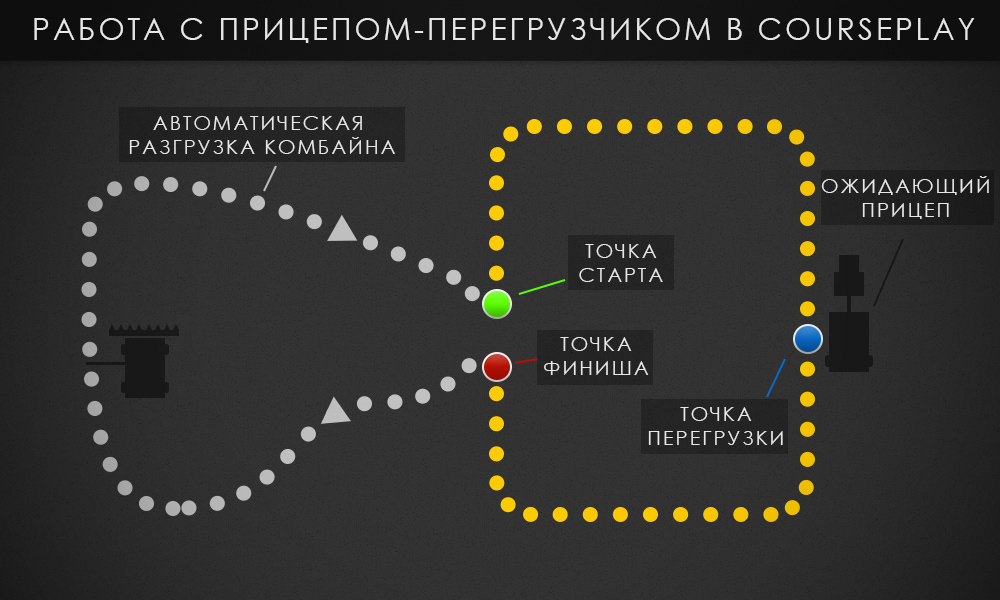 РАБОТА С ПРИЦЕПОМ-ПЕРЕГРУЗЧИКОМ В COURSEPLAY
АВТОМАТИЧЕСКАЯ
РАЗГРУЗКА КОМБАЙНА
ОЖИДАЮЩИЙ
ПРИЦЕП
ТОЧКА
СТАРТА
ТОЧКА
ФИНИША
ТОЧКА
ПЕРЕГРУЗКИ